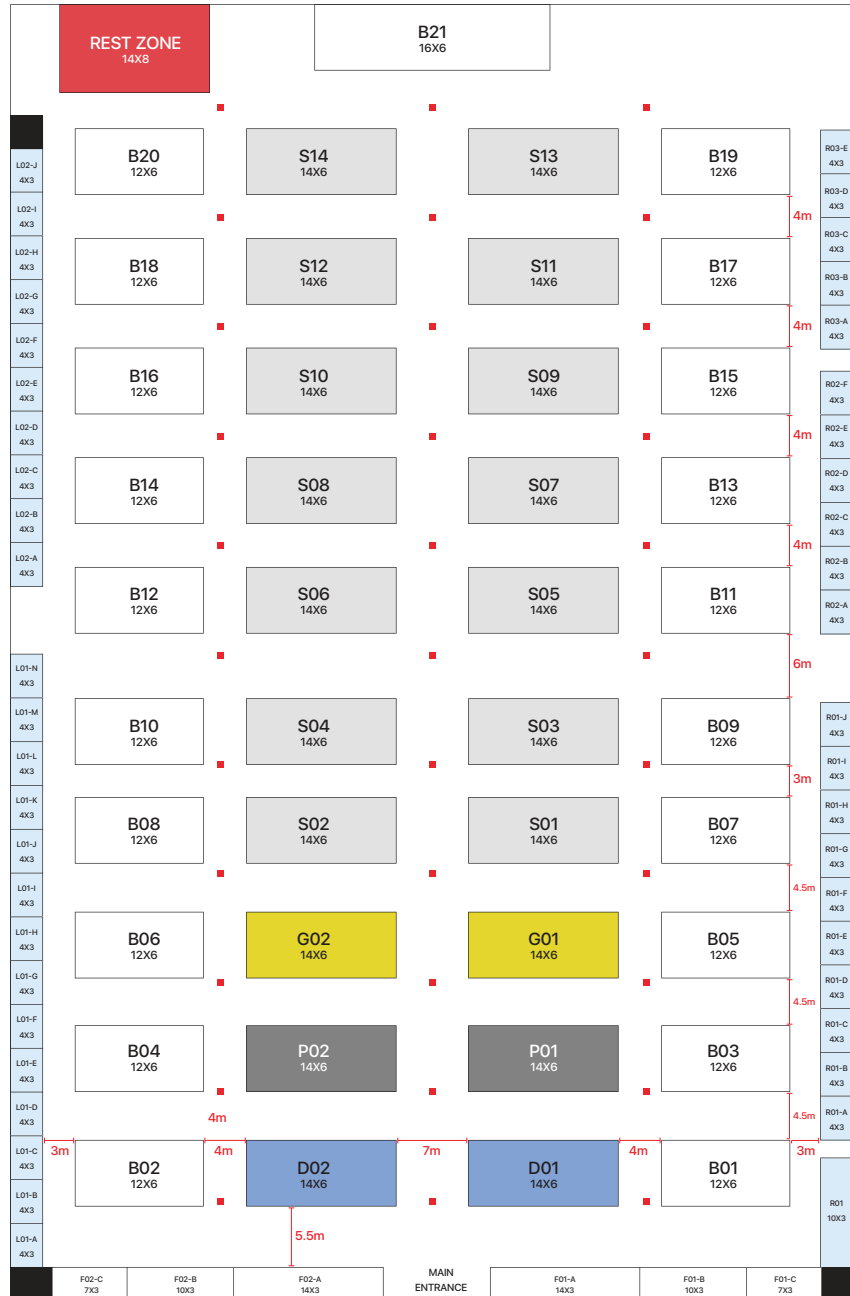 REST ZONE
14X8
B21
16X6
B20
12X6
S14
14X6
S13
14X6
B19
12X6
4m
B18
12X6
S12
14X6
S11
14X6
B17
12X6
4m
B16
12X6
S10
14X6
S09
14X6
B15
12X6
4m
B14
12X6
S08
14X6
S07
14X6
B13
12X6
4m
B12
12X6
S06
14X6
S05
14X6
B11
12X6
6m
B10
12X6
S04
14X6
S03
14X6
B09
12X6
3m
B08
12X6
S02
14X6
S01
14X6
B07
12X6
4.5m
B06
12X6
G02
14X6
G01
14X6
B05
12X6
4.5m
B04
12X6
P02
14X6
P01
14X6
B03
12X6
4.5m
4m
3m
4m
7m
4m
3m
B02
12X6
D02
14X6
D01
14X6
B01
12X6
5.5m
L02-J
4X3
L02-I
4X3
L02-H
4X3
L02-G
4X3
L02-F
4X3
L02-E
4X3
L02-D
4X3
L02-C
4X3
L02-B
4X3
L02-A
4X3
L01-N
4X3
L01-M
4X3
L01-L
4X3
L01-K
4X3
L01-J
4X3
L01-I
4X3
L01-H
4X3
L01-G
4X3
L01-F
4X3
L01-E
4X3
L01-D
4X3
L01-C
4X3
L01-B
4X3
L01-A
4X3
R03-E
4X3
R03-D
4X3
R03-C
4X3
R03-B
4X3
R03-A
4X3
R02-F
4X3
R02-E
4X3
R02-D
4X3
R02-C
4X3
R02-B
4X3
R02-A
4X3
R01-J
4X3
R01-I
4X3
R01-H
4X3
R01-G
4X3
R01-F
4X3
R01-E
4X3
R01-D
4X3
R01-C
4X3
R01-B
4X3
R01-A
4X3
R01
10X3
F02-C
7X3
F02-B
10X3
F02-A
14X3
MAIN
ENTRANCE
F01-A
14X3
F01-B
10X3
F01-C
7X3